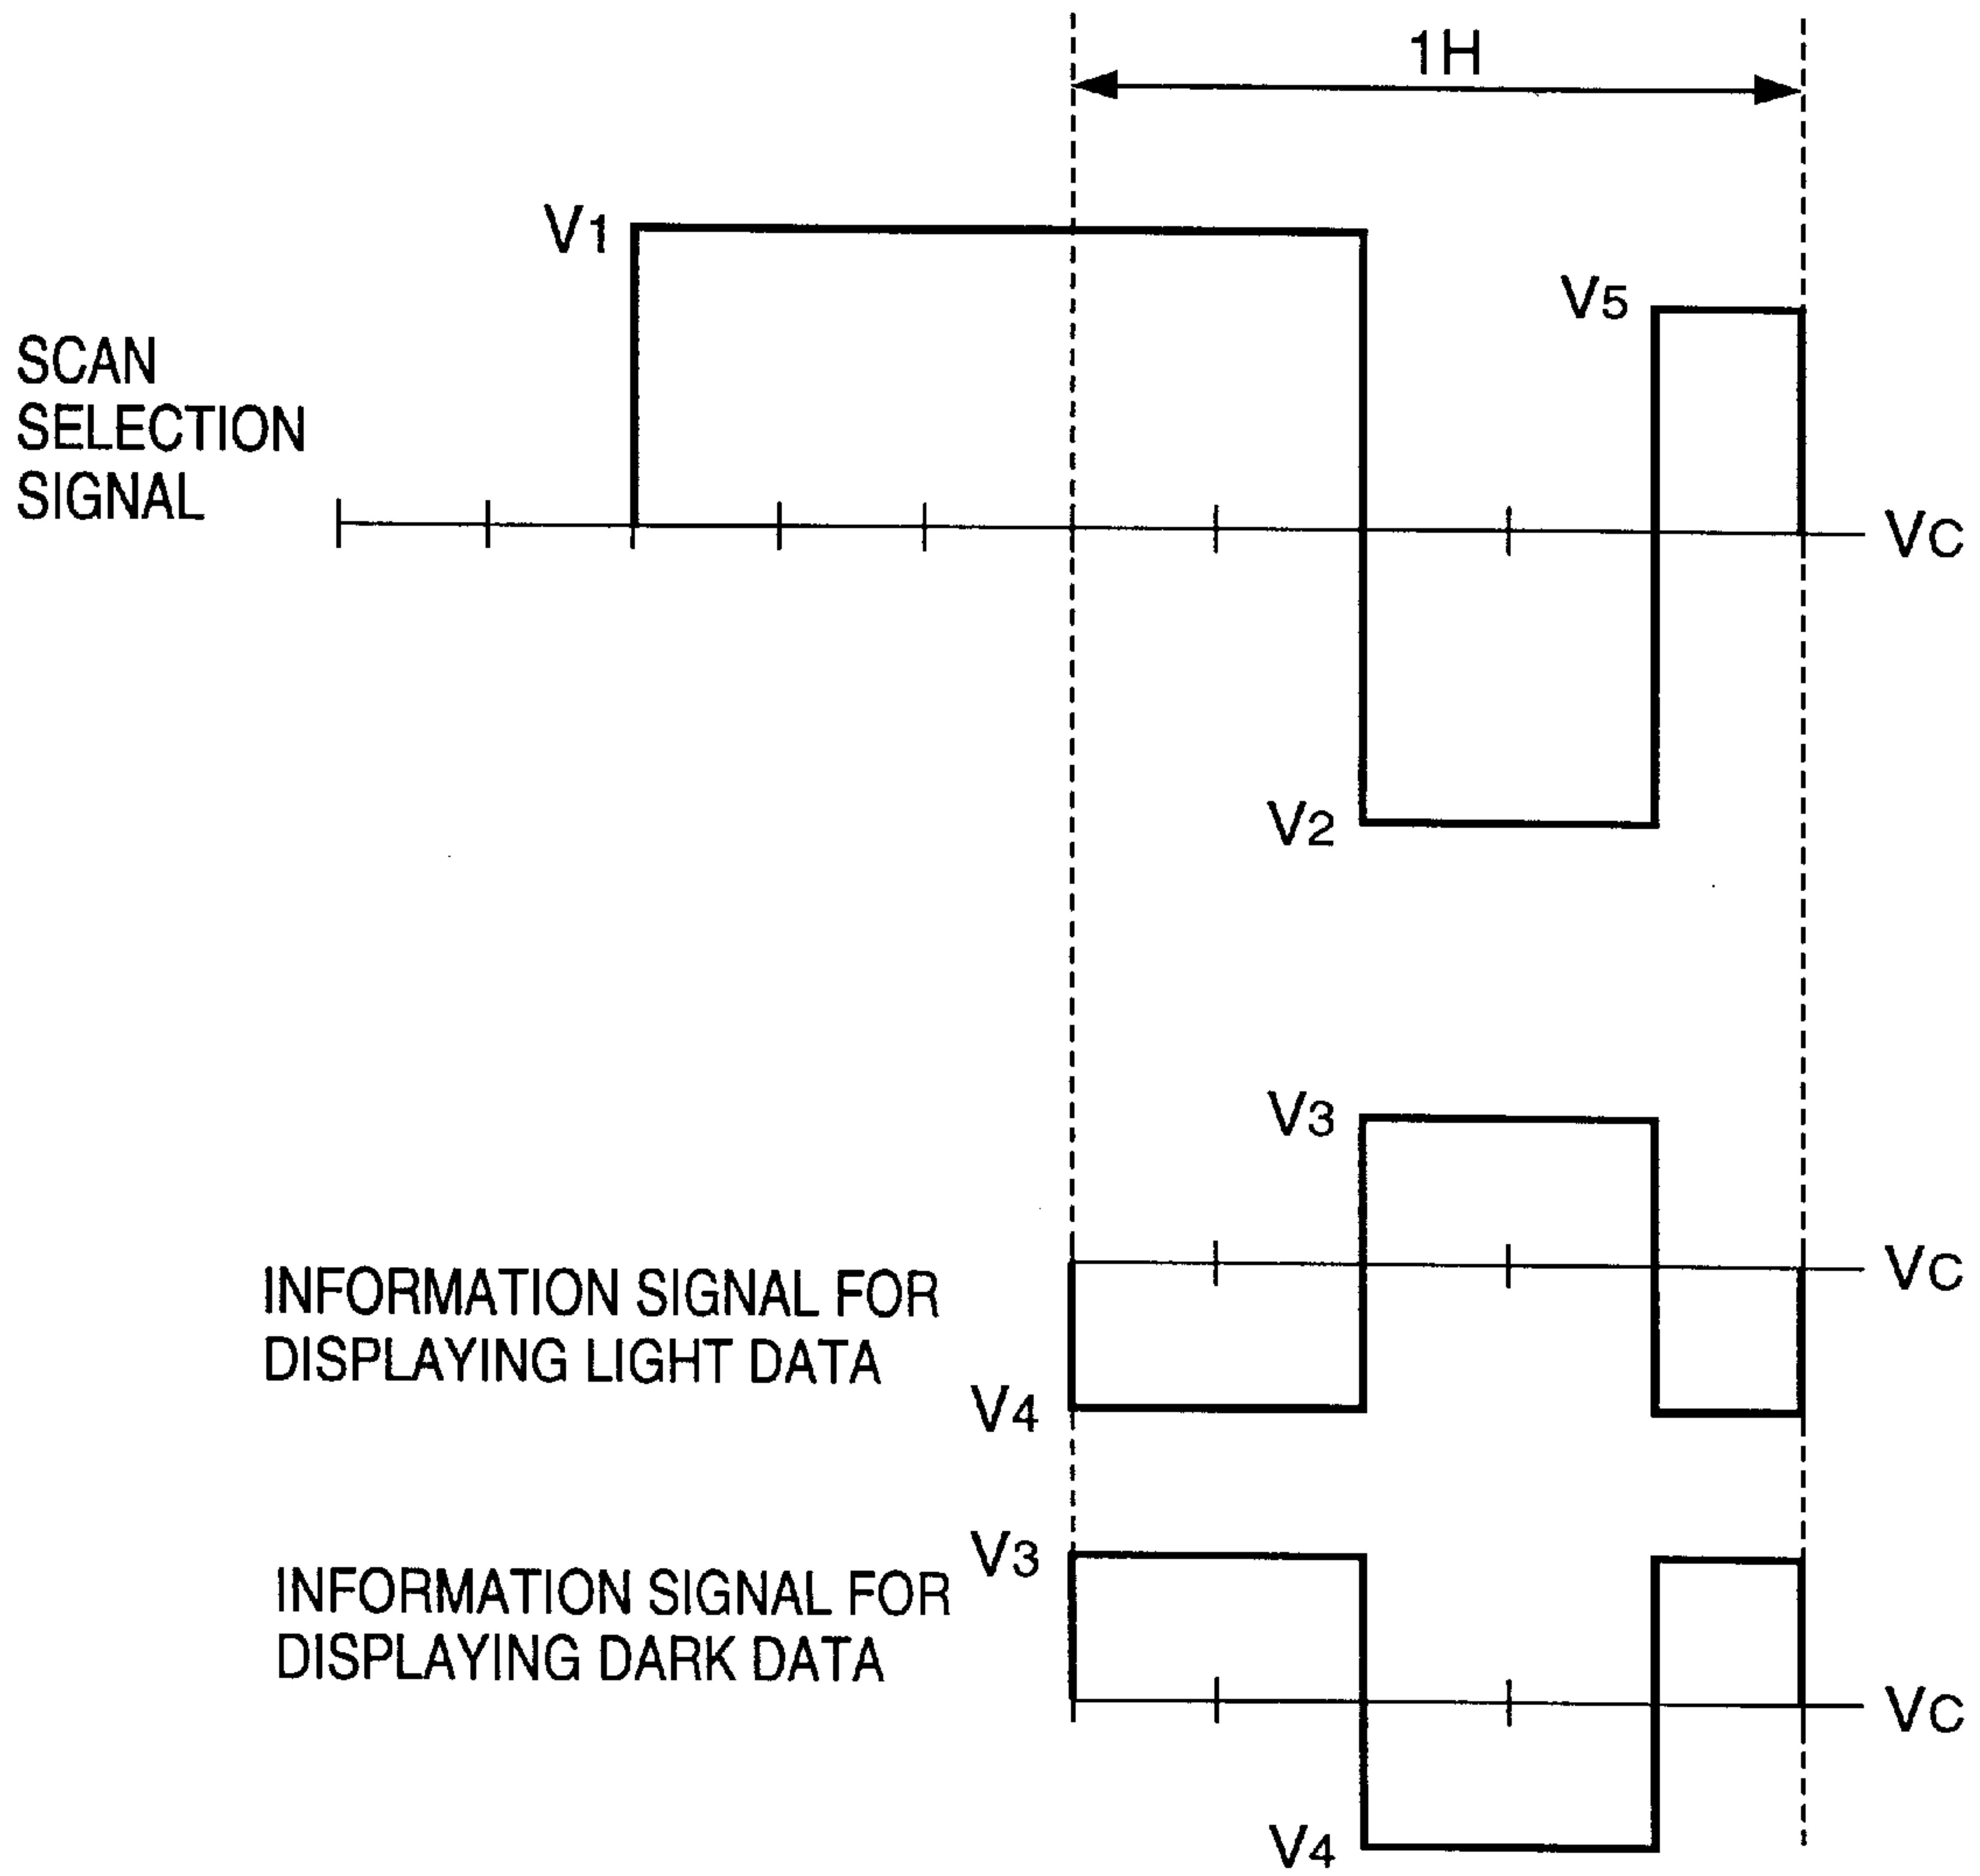 1H
V1
V5
SCAN
SELECTION
SIGNAL
VC
V2
V3
VC
INFORMATION SIGNAL FOR
DISPLAYING LIGHT DATA
V4
V3
INFORMATION SIGNAL FOR
DISPLAYING DARK DATA
VC
V4